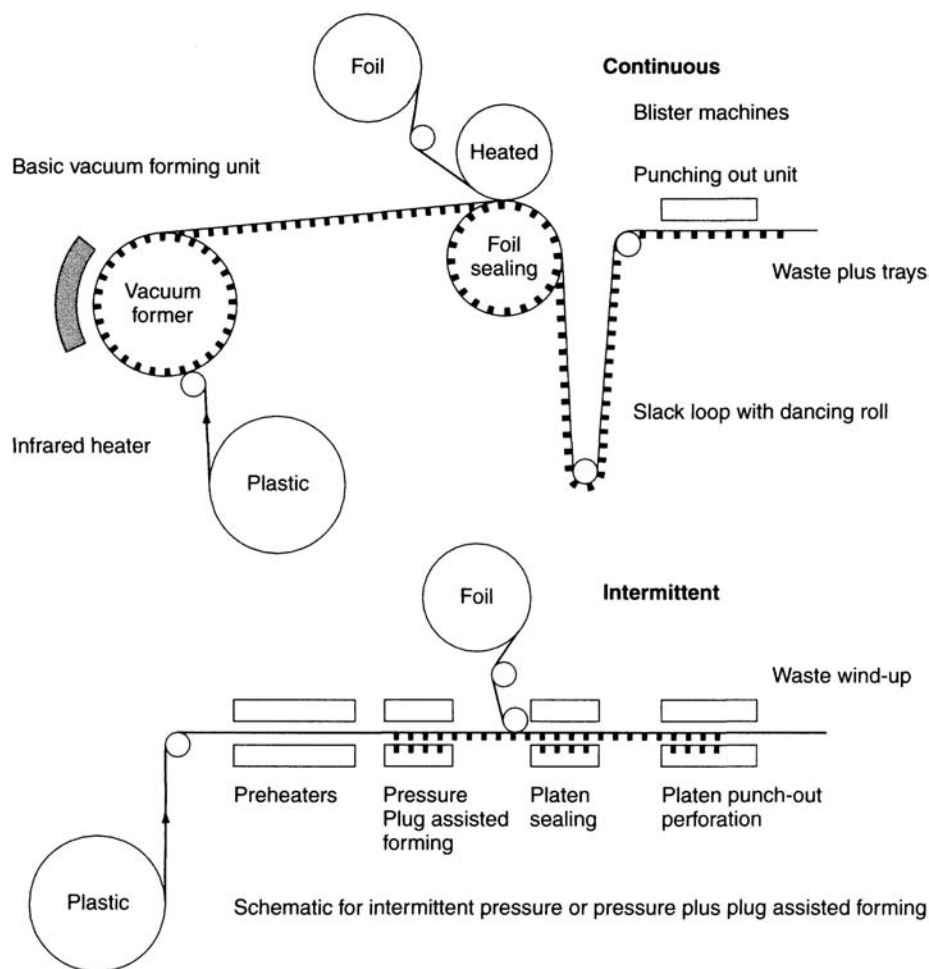 Foil
Continuous
Blister machines
Heated
Basic vacuum forming unit
Punching out unit
Foil
sealing
Waste plus trays
Vacuum
former
Slack loop with dancing roll
Infrared heater
Plastic
Foil
Intermittent
Waste wind-up
Preheaters
Pressure
Plug assisted
forming
Platen
sealing
Platen punch-out
perforation
Plastic
Schematic for intermittent pressure or pressure plus plug assisted forming